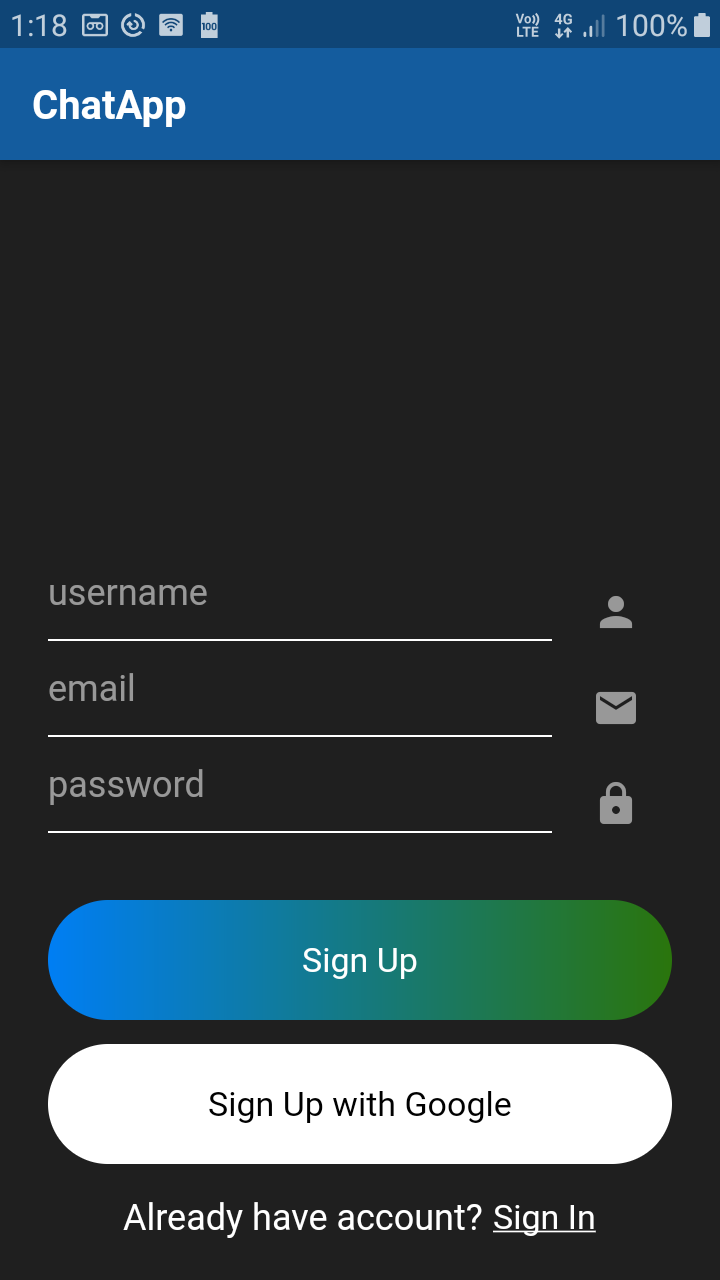 1:18 100 Vo)) LTE 4G 100%
ChatApp
username
email
password
Sign Up
Sign Up with Google
Already have account? Sign In